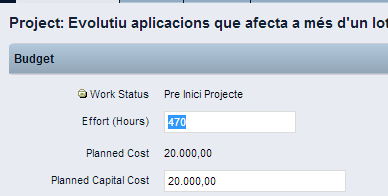 Project: Evolutiu aplicacions que afecta a més d'un lot
Budget
Work Status Pre Inici Projecte
Effort (Hours) 470
Planned Cost 20.000,00
Planned Capital Cost 20.000,00